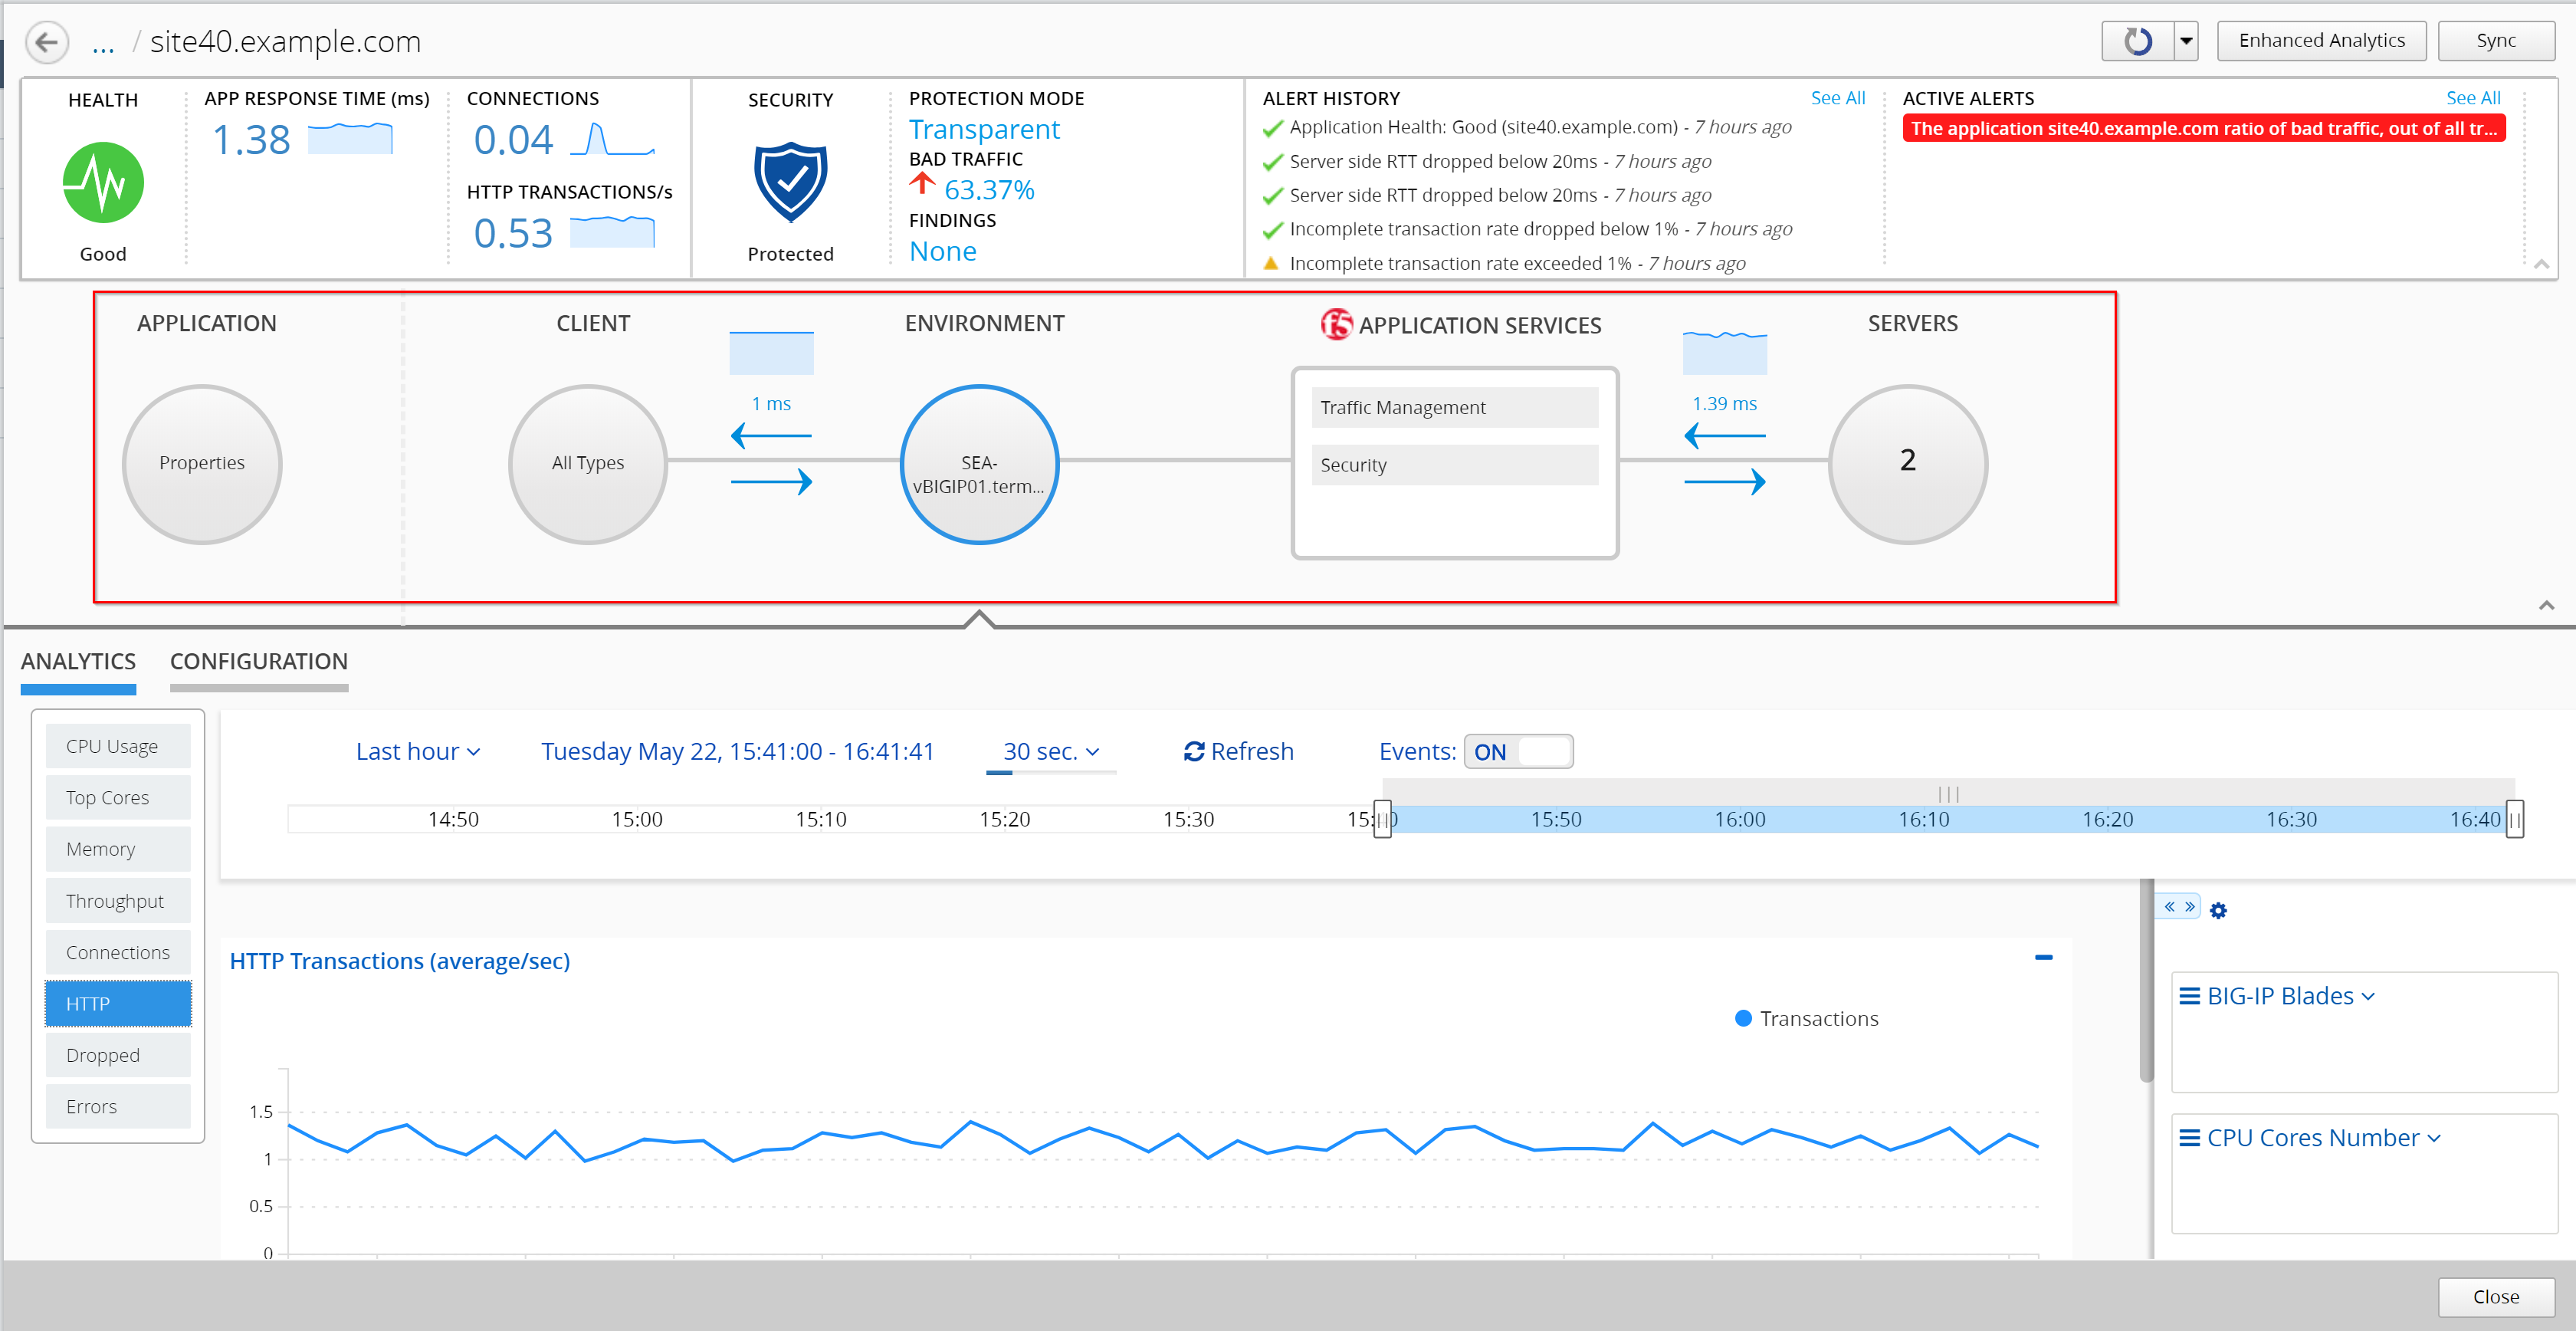 ... / site40.example.com
Enhanced Analytics
Sync
HEALTH
Good
APP RESPONSE TIME (ms)
1.38
CONNECTIONS
0.04
HTTP TRANSACTIONS/s
0.53
SECURITY
Protected
PROTECTION MODE
Transparent
BAD TRAFFIC
63.37%
FINDINGS
None
ALERT HISTORY
See All
Application Health: Good (site40.example.com) - 7 hours ago
Server side RTT dropped below 20ms - 7 hours ago
Server side RTT dropped below 20ms - 7 hours ago
Incomplete transaction rate dropped below 1% - 7 hours ago
Incomplete transaction rate exceeded 1% - 7 hours ago
ACTIVE ALERTS
See All
The application site40.example.com ratio of bad traffic, out of all tr...
APPLICATION
Properties
CLIENT
All Types
1 ms
ENVIRONMENT
SEA-
vBIGIP01.term...
f5 APPLICATION SERVICES
Traffic Management
Security
1.39 ms
SERVERS
2
ANALYTICS
CONFIGURATION
CPU Usage
Top Cores
Memory
Throughput
Connections
HTTP
Dropped
Errors
Last hour
Tuesday May 22, 15:41:00 - 16:41:41
30 sec.
Refresh
Events: ON
14:50
15:00
15:10
15:20
15:30
15:40
15:50
16:00
16:10
16:20
16:30
16:40
HTTP Transactions (average/sec)
Transactions
1.5
1
0.5
0
« »
BIG-IP Blades
CPU Cores Number
Close